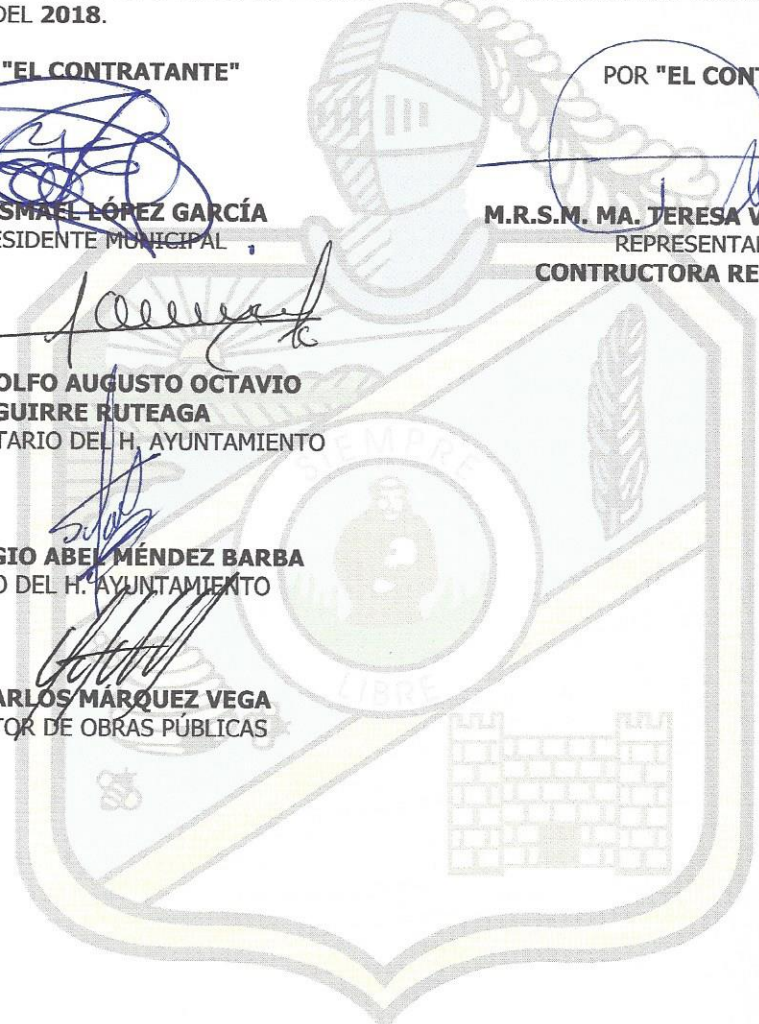 DEL 2018.
"EL CONTRATANTE"
POR "EL CONT
SMAEL LÓPEZ GARCÍA
ESIDENTE MUNICIPAL
M.R.S.M. MA. TERESA V
REPRESENTA
CONTRUCTORA RE
OLFO AUGUSTO OCTAVIO
GUIRRE RUTEAGA
TARIO DEL H. AYUNTAMIENTO
GIO ABEL MÉNDEZ BARBA
O DEL H. AYUNTAMIENTO
ARLOS MÁRQUEZ VEGA
TOR DE OBRAS PÚBLICAS
SIEMPRE
LIBRE